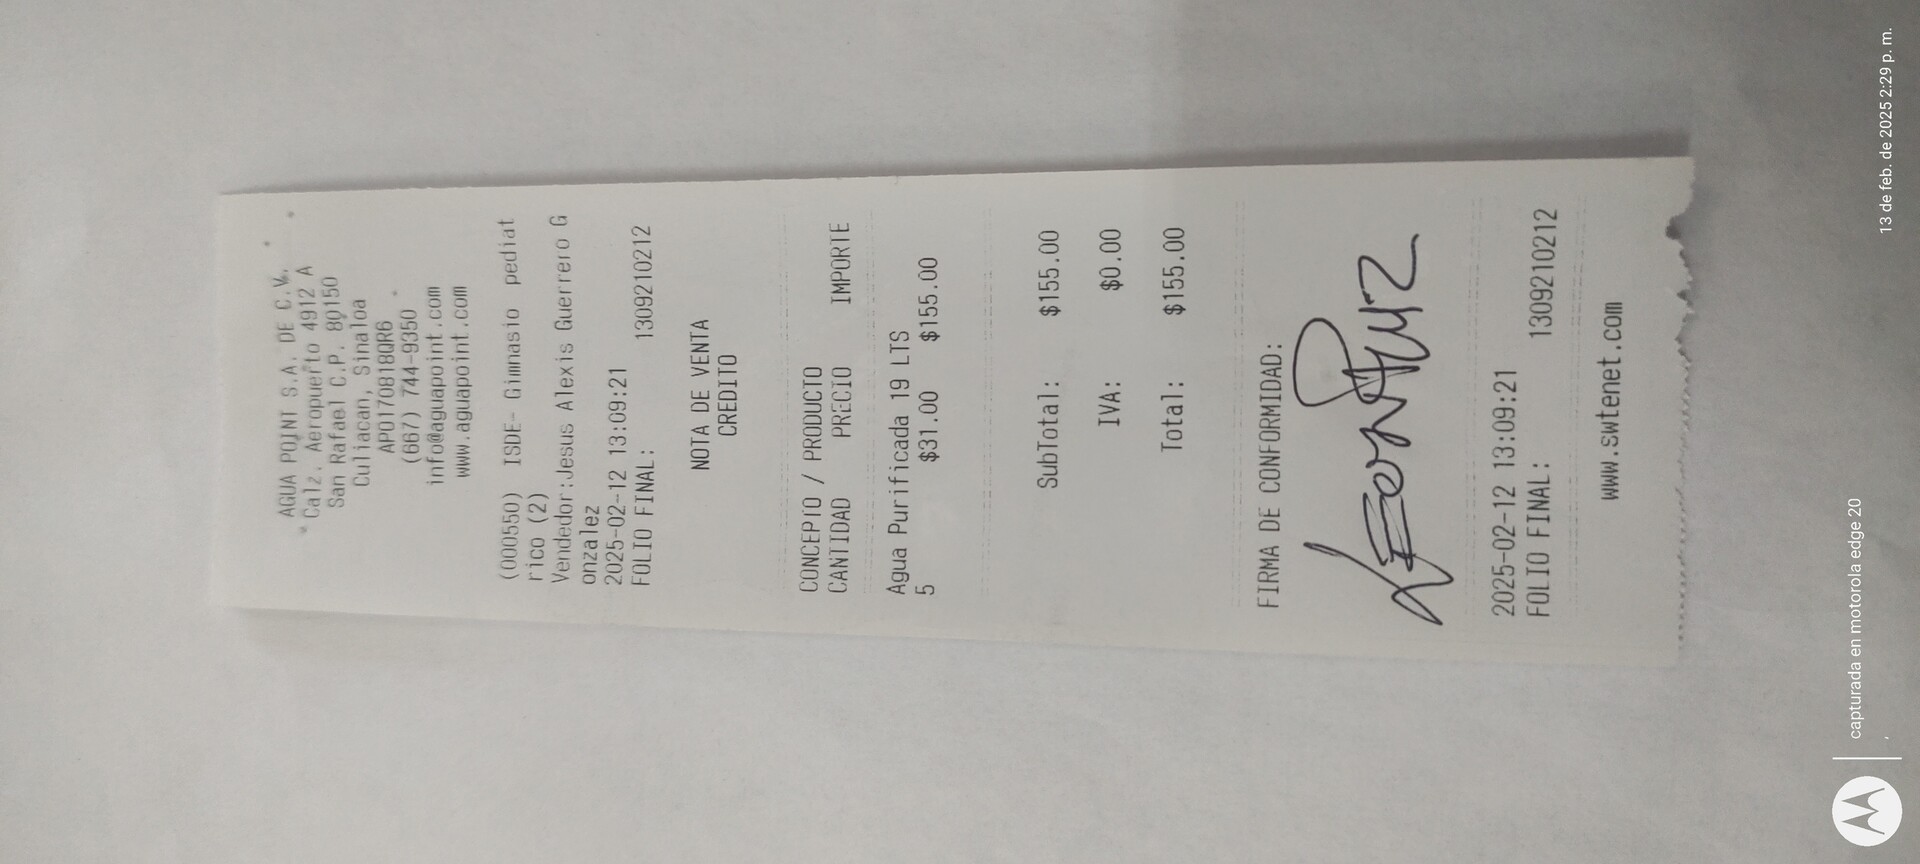 AGUA POINT S.A. DE C.V.
Calz. Aeropuerto 4912 A
San Rafael C.P. 80150
Culiacan, Sinaloa
APO170818QR6
(667) 744-9350
info@aguapoint.com
www.aguapoint.com
(000550) ISDE- Gimnasio pediat
rico (2)
Vendedor:Jesus Alexis Guerrero G
onzalez
2025-02-12 13:09:21
FOLIO FINAL: 1309210212
NOTA DE VENTA
CREDITO
CONCEPTO / PRODUCTO
CANTIDAD PRECIO IMPORTE
Agua Purificada 19 LTS
5 $31.00 $155.00
SubTotal: $155.00
IVA: $0.00
Total: $155.00
FIRMA DE CONFORMIDAD:
2025-02-12 13:09:21
FOLIO FINAL: 1309210212
www.swtenet.com
capturada en motorola edge 20
13 de feb. de 2025 2:29 p. m.